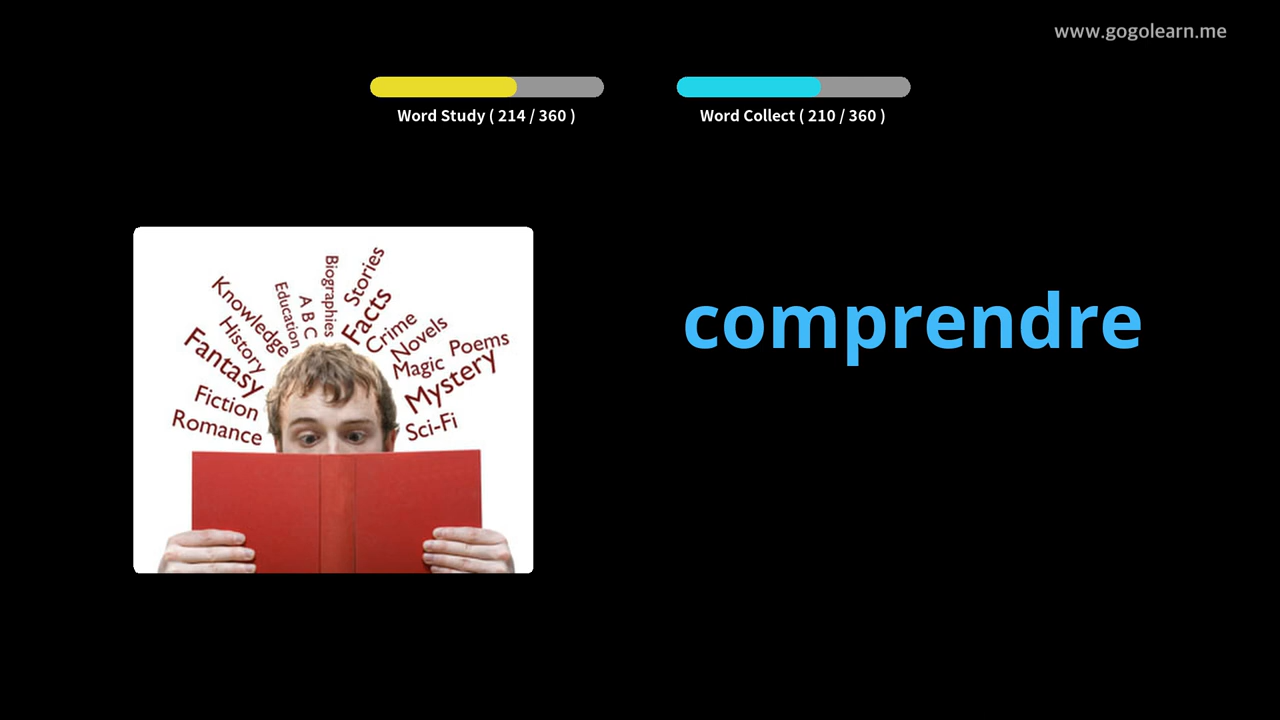 www.gogolearn.me
Word Study ( 214 / 360 )
Word Collect ( 210 / 360 )
comprendre
Romance
Fiction
Fantasy
History
Knowledge
Education
A B C
Biographies
Stories
Facts
Crime
Novels
Magic
Poems
Mystery
Sci-Fi